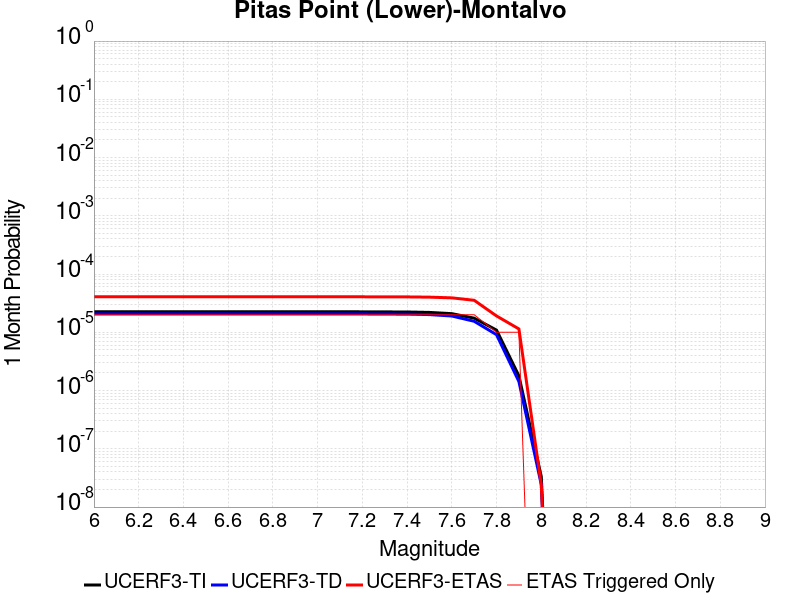 Pitas Point (Lower)-Montalvo
10^0
10^-1
10^-2
10^-3
10^-4
10^-5
10^-6
10^-7
10^-8
1 Month Probability
6 6.2 6.4 6.6 6.8 7 7.2 7.4 7.6 7.8 8 8.2 8.4 8.6 8.8 9
Magnitude
UCERF3-TI UCERF3-TD UCERF3-ETAS ETAS Triggered Only